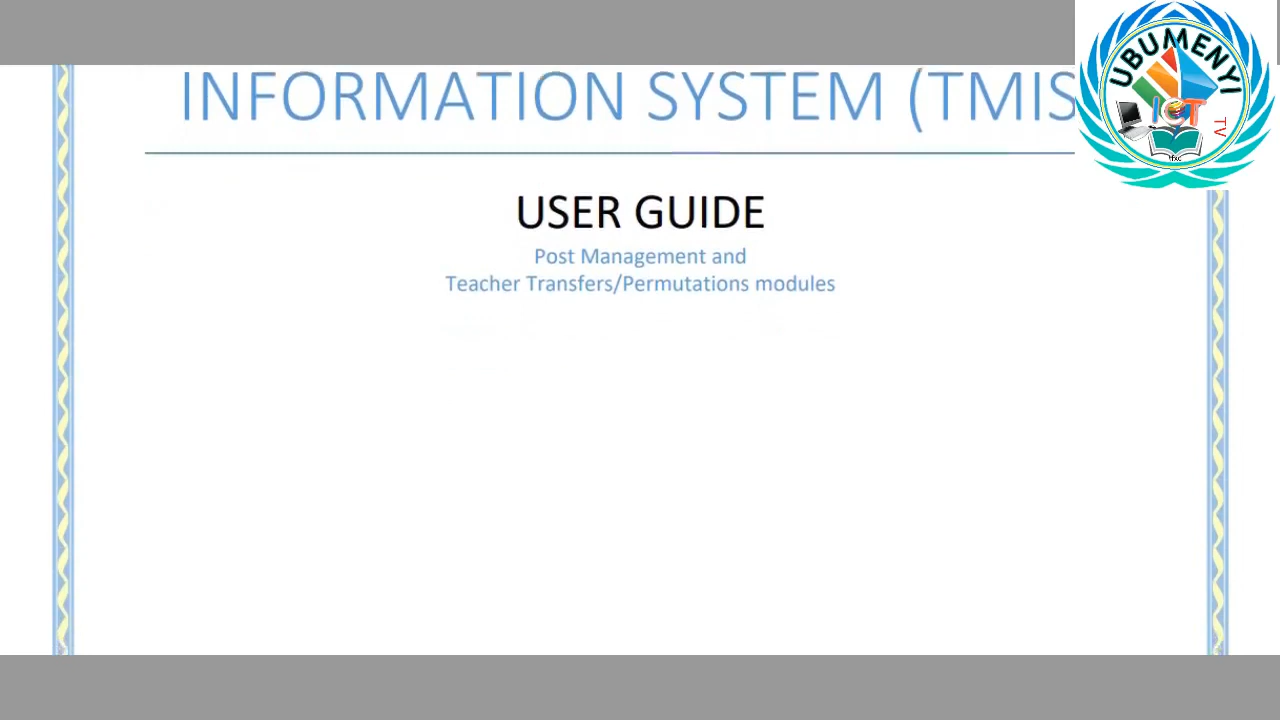 INFORMATION SYSTEM (TMIS
USER GUIDE
Post Management and
Teacher Transfers/Permutations modules
UBUMENYI
ICT
TV